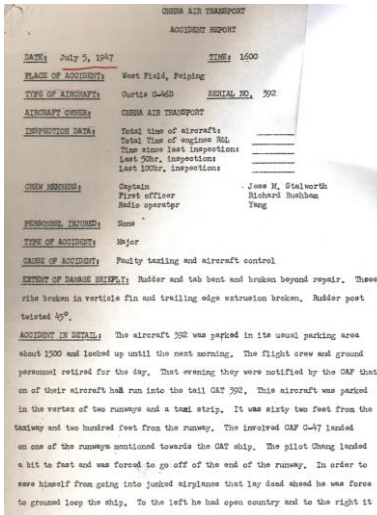 CNRRA AIR TRANSPORT
ACCIDENT REPORT
DATE: July 5, 1947 TIME: 1600
PLACE OF ACCIDENT: West Field, Peiping
TYPE OF AIRCRAFT: Curtis C-46D SERIAL NO. 392
AIRCRAFT OWNER: CNRRA AIR TRANSPORT
INSPECTION DATA: Total time of aircraft:
Total Time of engines R&L
Time since last inspection:
Last 50hr. inspection:
Last 100hr. inspection:
CREW MEMBERS: Captain Jess M. Stalworth
First officer Richard Bushbam
Radio operator Yang
PERSONNEL INJURED: None
TYPE OF ACCIDENT: Major
CAUSE OF ACCIDENT: Faulty taxiing and aircraft control
EXTENT OF DAMAGE BRIEFLY: Rudder and tab bent and broken beyond repair. Three
ribs broken in verticle fin and trailing edge extrusion broken. Rudder post
twisted 45°.
ACCIDENT IN DETAIL: The aircraft 392 was parked in its usual parking area
about 1500 and locked up until the next morning. The flight crew and ground
personnel retired for the day. That evening they were notified by the CAF that
on of their aircraft had run into the tail CAT 392. This aircraft was parked
in the vertex of two runways and a taxi strip. It was sixty two feet from the
taxiway and two hundred feet from the runway. The involved CAF C-47 landed
on one of the runways mentioned towards the CAT ship. The pilot Chang landed
a bit to fast and was forced to go off of the end of the runway. In order to
save himself from going into junked airplanes that lay dead ahead he was force
to ground loop the ship. To the left he had open country and to the right it